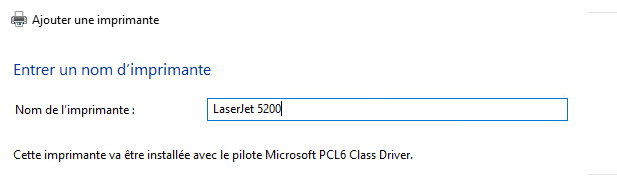 Ajouter une imprimante
Entrer un nom d’imprimante
Nom de l’imprimante :
LaserJet 5200
Cette imprimante va être installée avec le pilote Microsoft PCL6 Class Driver.